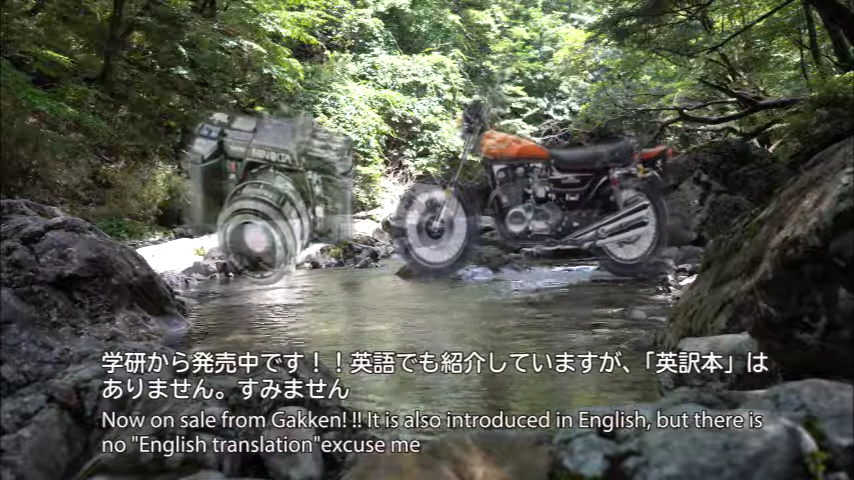 MINOLTA
学研から発売中です！！英語でも紹介していますが、「英訳本」は
ありません。すみません
Now on sale from Gakken! !! It is also introduced in English, but there is
no "English translation"excuse me